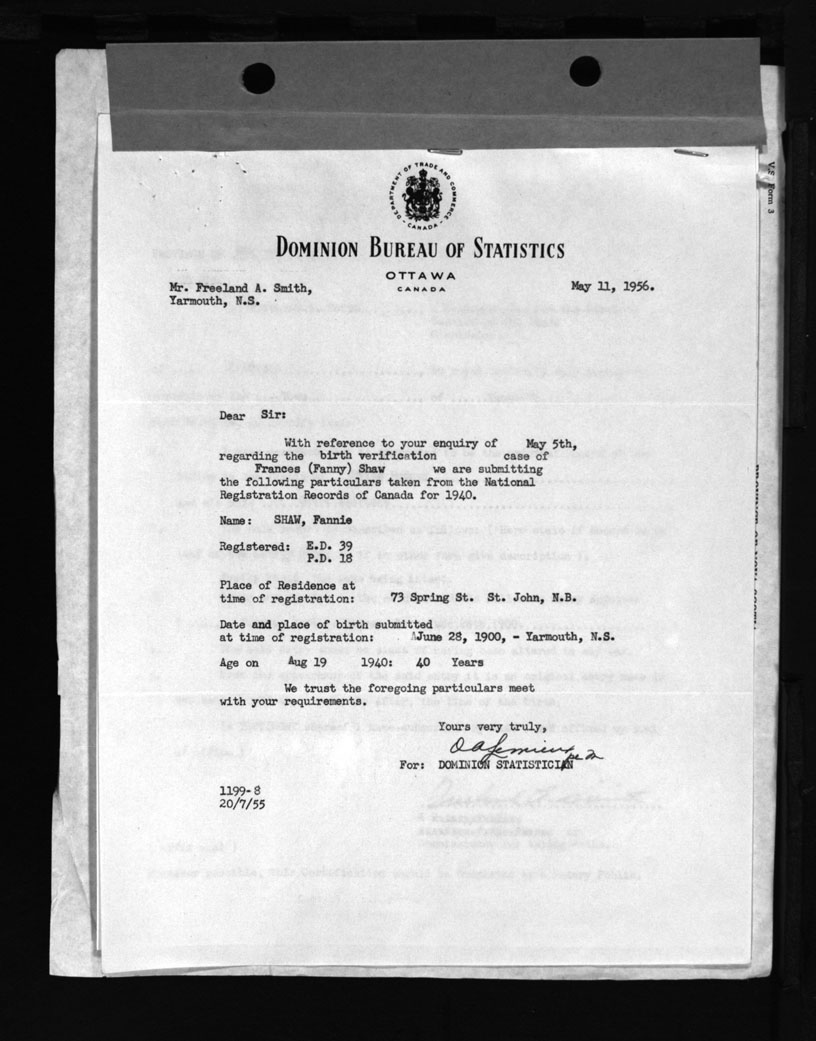 DEPARTMENT OF TRADE AND COMMERCE
- CANADA -
V.S. Form 3
DOMINION BUREAU OF STATISTICS
OTTAWA
CANADA
Mr. Freeland A. Smith,
Yarmouth, N.S.
May 11, 1956.
Dear Sir:
With reference to your enquiry of May 5th,
regarding the birth verification case of
Frances (Fanny) Shaw we are submitting
the following particulars taken from the National
Registration Records of Canada for 1940.
Name: SHAW, Fannie
Registered: E.D. 39
P.D. 18
Place of Residence at
time of registration: 73 Spring St. St. John, N.B.
Date and place of birth submitted
at time of registration: June 28, 1900, - Yarmouth, N.S.
Age on Aug 19 1940: 40 Years
We trust the foregoing particulars meet
with your requirements.
Yours very truly,
For: DOMINION STATISTICIAN
1199-8
20/7/55